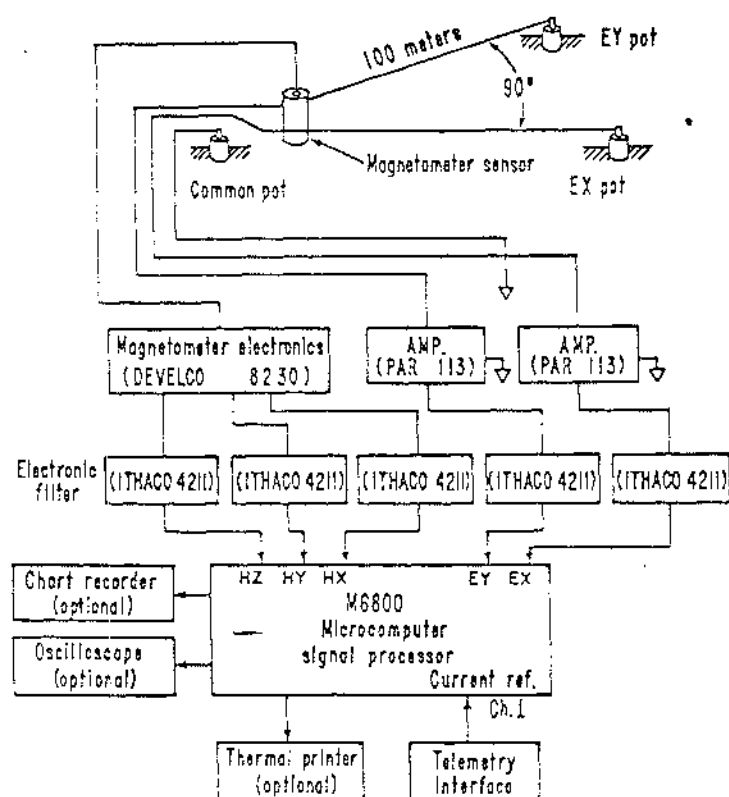 100 meters
EY pot
90°
Magnetometer sensor
Common pot
EX pot
Magnetometer electronics
(DEVELCO 8230)
AMP.
(PAR 113)
AMP.
(PAR 113)
Electronic
filter
(ITHACO 4211)
(ITHACO 4211)
(ITHACO 4211)
(ITHACO 4211)
(ITHACO 4211)
HZ HY HX EY EX
M6800
Microcomputer
signal processor
Current ref.
Ch.1
Chart recorder
(optional)
Oscilloscope
(optional)
Thermal printer
(optional)
Telemetry
Interface